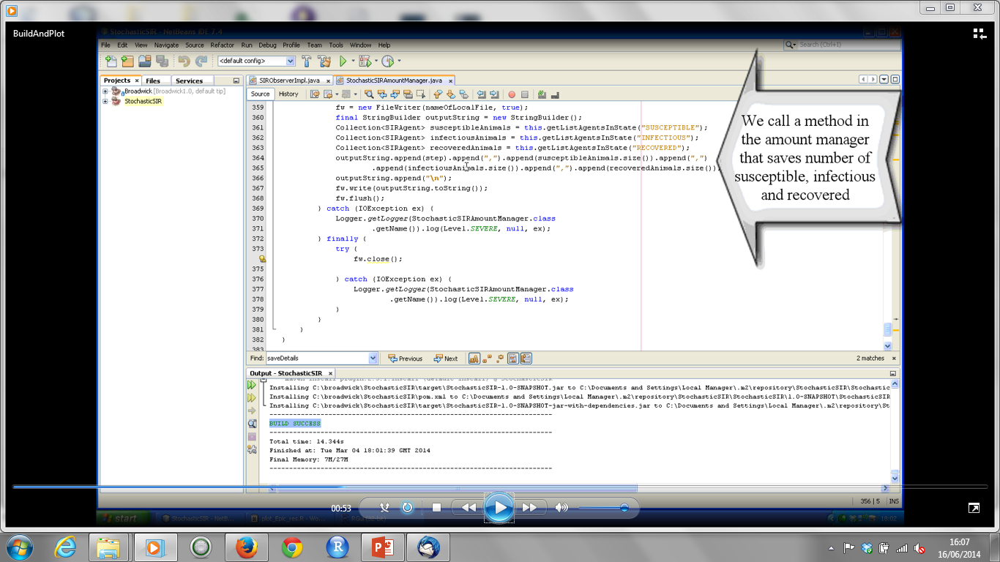 BuildAndPlot
StochasticSIR - NetBeans IDE 7.4
File Edit View Navigate Source Refactor Run Debug Profile Team Tools Window Help
Search (Ctrl+I)
<default config>
Projects × Files Services
SIRObserverImpl.java × StochasticSIRAmountManager.java ×
Broadwick [Broadwick1.0, default tip]
StochasticSIR
Source History
359 fw = new FileWriter(nameOfLocalFile, true);
360 final StringBuilder outputString = new StringBuilder();
361 Collection<SIRAgent> susceptibleAnimals = this.getListAgentsInState("SUSCEPTIBLE");
362 Collection<SIRAgent> infectiousAnimals = this.getListAgentsInState("INFECTIOUS");
363 Collection<SIRAgent> recoveredAnimals = this.getListAgentsInState("RECOVERED");
364 outputString.append(step).append(",").append(susceptibleAnimals.size()).append(",")
365 .append(infectiousAnimals.size()).append(",").append(recoveredAnimals.size());
366 outputString.append("\n");
367 fw.write(outputString.toString());
368 fw.flush();
369 } catch (IOException ex) {
370 Logger.getLogger(StochasticSIRAmountManager.class
371 .getName()).log(Level.SEVERE, null, ex);
372 } finally {
373 try {
fw.close();
375
376 } catch (IOException ex) {
377 Logger.getLogger(StochasticSIRAmountManager.class
378 .getName()).log(Level.SEVERE, null, ex);
379 }
380 }
381 }
382 }
383
We call a method in
the amount manager
that saves number of
susceptible, infectious
and recovered
Find: saveDetails Previous Next 2 matches ×
Output - StochasticSIR ×
Installing C:\broadwick\StochasticSIR\target\StochasticSIR-1.0-SNAPSHOT.jar to C:\Documents and Settings\Local Manager\.m2\repository\StochasticSIR\Stochastic
Installing C:\broadwick\StochasticSIR\pom.xml to C:\Documents and Settings\Local Manager\.m2\repository\StochasticSIR\StochasticSIR\1.0-SNAPSHOT\StochasticSIR
Installing C:\broadwick\StochasticSIR\target\StochasticSIR-1.0-SNAPSHOT-jar-with-dependencies.jar to C:\Documents and Settings\Local Manager\.m2\repository\St
------------------------------------------------------------------------
BUILD SUCCESS
------------------------------------------------------------------------
Total time: 14.344s
Finished at: Tue Mar 04 18:01:39 GMT 2014
Final Memory: 7M/27M
------------------------------------------------------------------------
356 | 5 INS
00:53
start StochasticSIR - NetB... plot_Epic_res.R - Wo... 18:02
16:07
16/06/2014